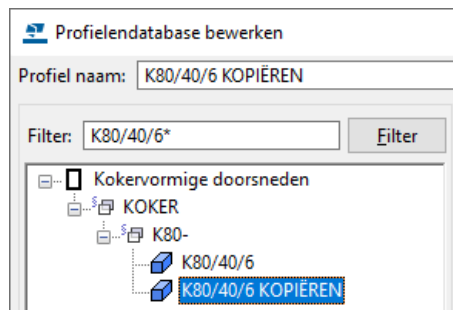 Profielendatabase bewerken
Profiel naam: K80/40/6 KOPIËREN
Filter: K80/40/6* Filter
Kokervormige doorsneden
§ KOKER
§ K80-
K80/40/6
K80/40/6 KOPIËREN